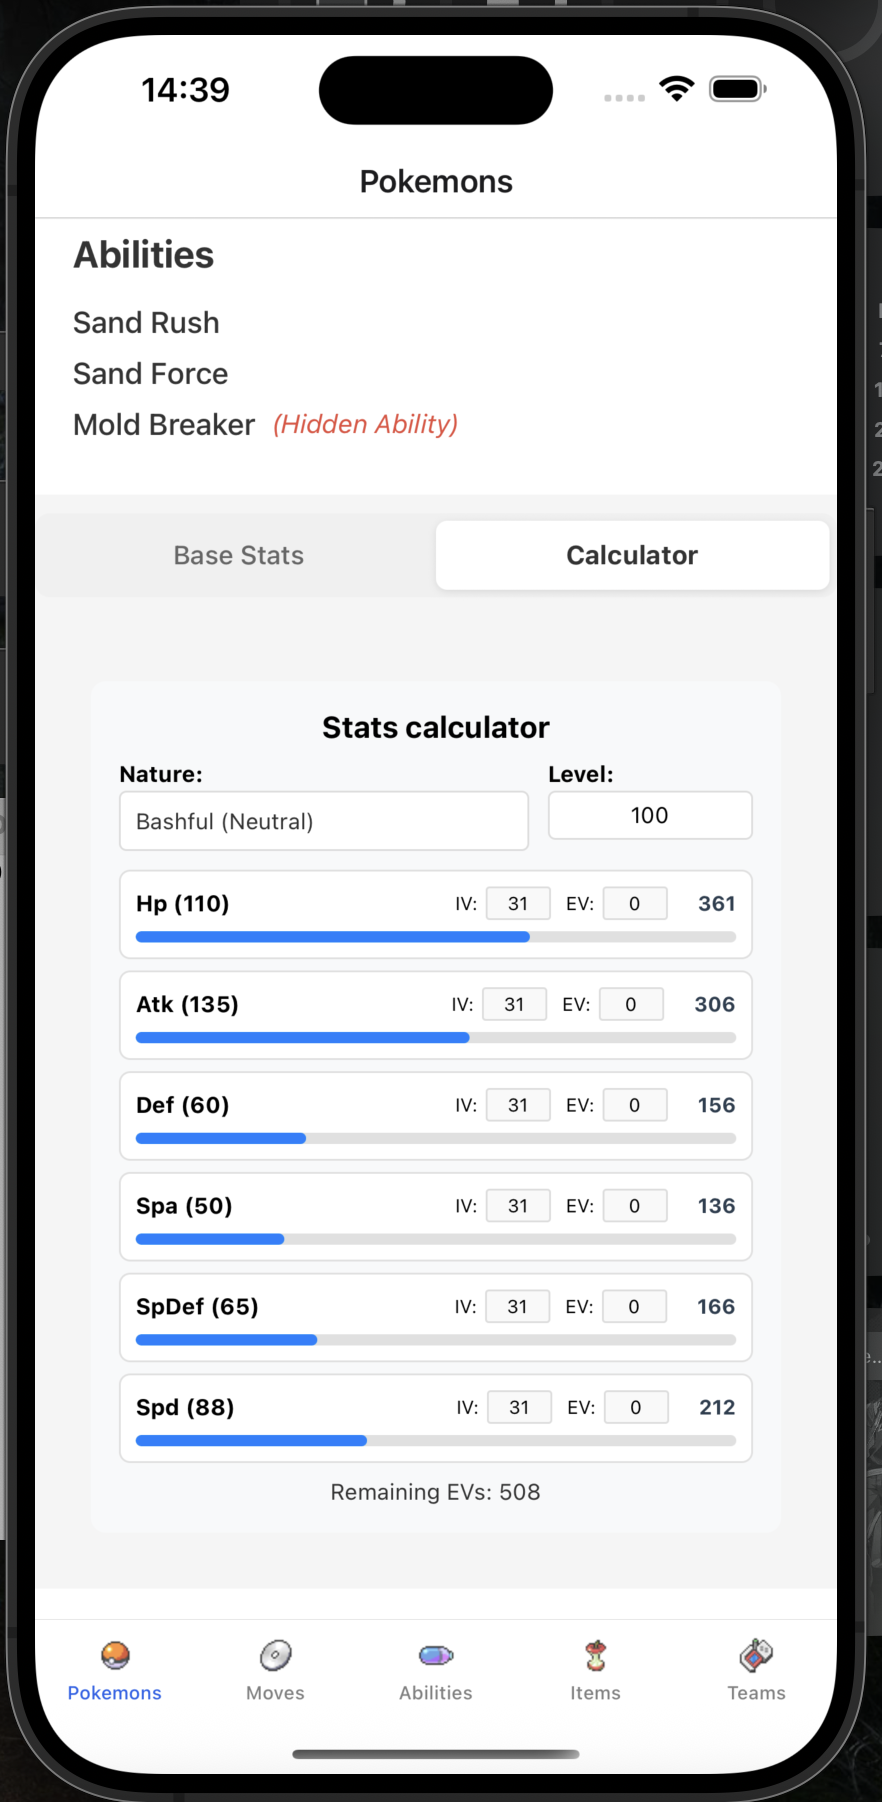 14:39
Pokemons
Abilities
Sand Rush
Sand Force
Mold Breaker (Hidden Ability)
Base Stats Calculator
Stats calculator
Nature: Level:
Bashful (Neutral) 100
Hp (110) IV: 31 EV: 0 361
Atk (135) IV: 31 EV: 0 306
Def (60) IV: 31 EV: 0 156
Spa (50) IV: 31 EV: 0 136
SpDef (65) IV: 31 EV: 0 166
Spd (88) IV: 31 EV: 0 212
Remaining EVs: 508
Pokemons Moves Abilities Items Teams